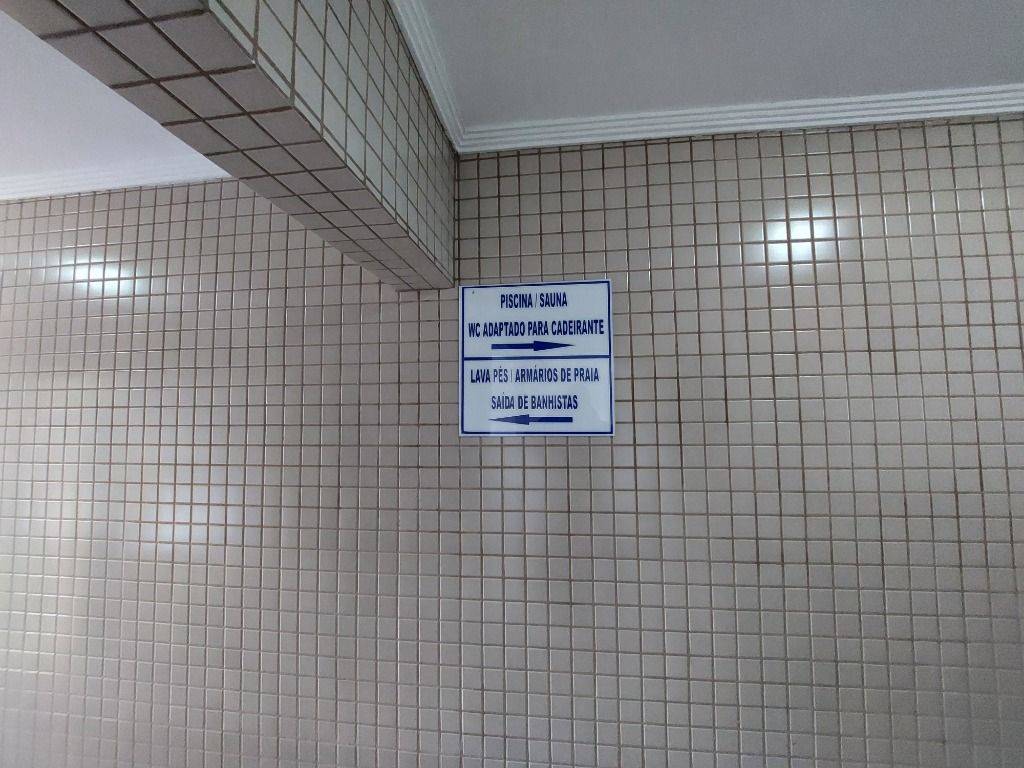 PISCINA / SAUNA
WC ADAPTADO PARA CADEIRANTE
LAVA PÉS / ARMÁRIOS DE PRAIA
SAÍDA DE BANHISTAS